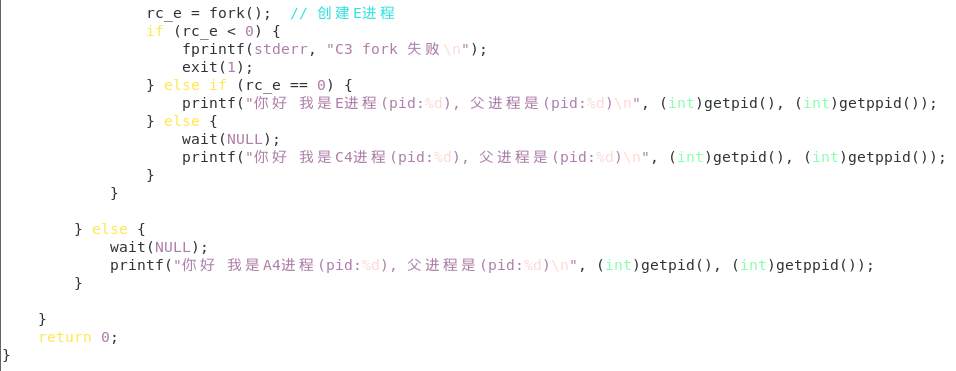 rc_e = fork();  // 创建E进程
if (rc_e < 0) {
fprintf(stderr, "C3 fork 失败\n");
exit(1);
} else if (rc_e == 0) {
printf("你好 我是E进程(pid:%d), 父进程是(pid:%d)\n", (int)getpid(), (int)getppid());
} else {
wait(NULL);
printf("你好 我是C4进程(pid:%d), 父进程是(pid:%d)\n", (int)getpid(), (int)getppid());
}
}
} else {
wait(NULL);
printf("你好 我是A4进程(pid:%d), 父进程是(pid:%d)\n", (int)getpid(), (int)getppid());
}
}
return 0;
}